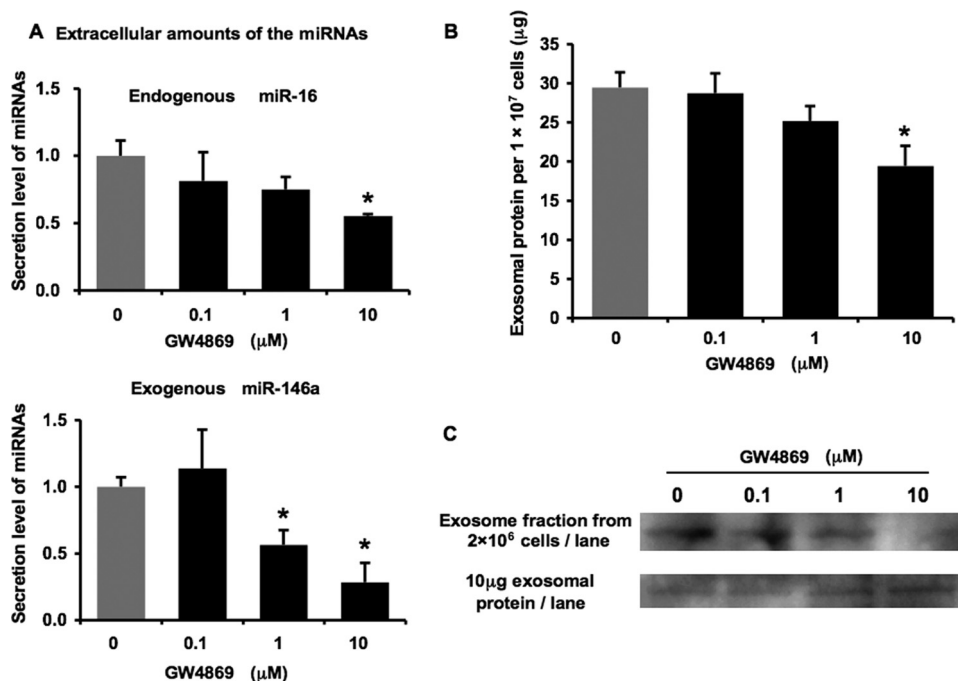 A Extracellular amounts of the miRNAs
Secretion level of miRNAs
1.5
1.0
0.5
0.0
Endogenous miR-16
*
0 0.1 1 10
GW4869 (μM)
Exogenous miR-146a
Secretion level of miRNAs
1.5
1.0
0.5
0.0
*
*
0 0.1 1 10
GW4869 (μM)
B
Exosomal protein per 1 × 10⁷ cells (μg)
35
30
25
20
15
10
5
0
*
0 0.1 1 10
GW4869 (μM)
C
GW4869 (μM)
0 0.1 1 10
Exosome fraction from
2×10⁶ cells / lane
10μg exosomal
protein / lane